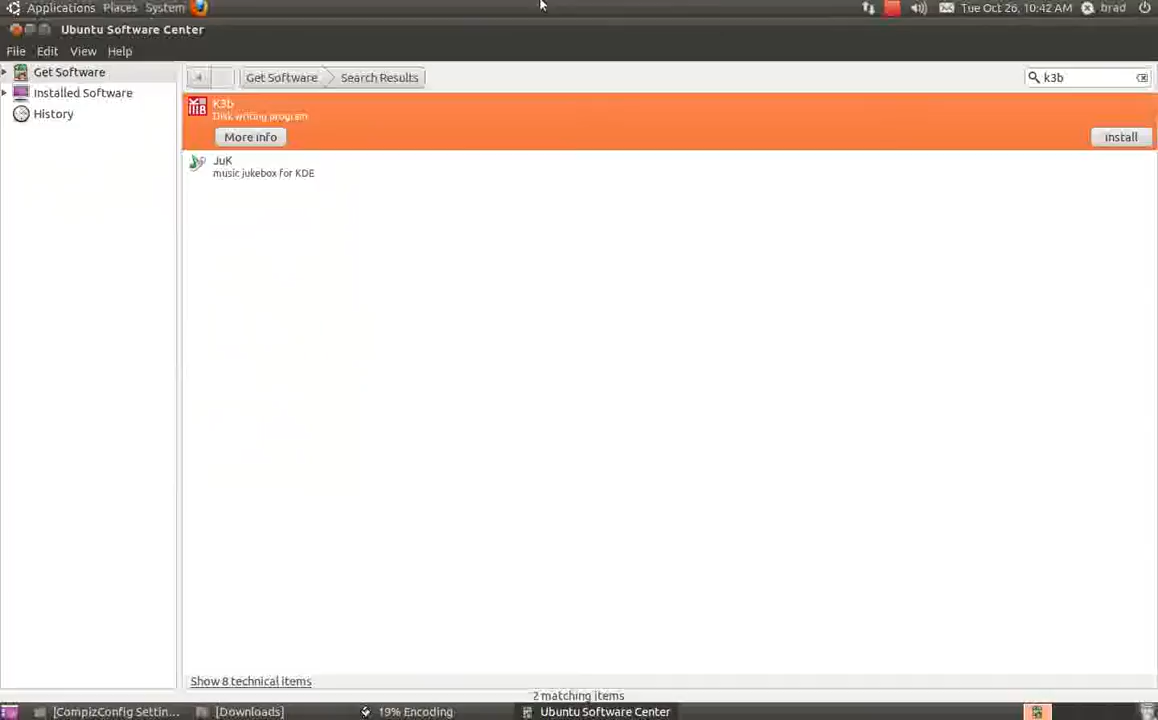 Applications Places System Tue Oct 26, 10:42 AM brad
Ubuntu Software Center
File Edit View Help
Get Software
Installed Software
History
Get Software Search Results k3b
K3b
Disk writing program
More Info Install
JuK
music jukebox for KDE
Show 8 technical items
2 matching items
[CompizConfig Settin... [Downloads] 19% Encoding Ubuntu Software Center